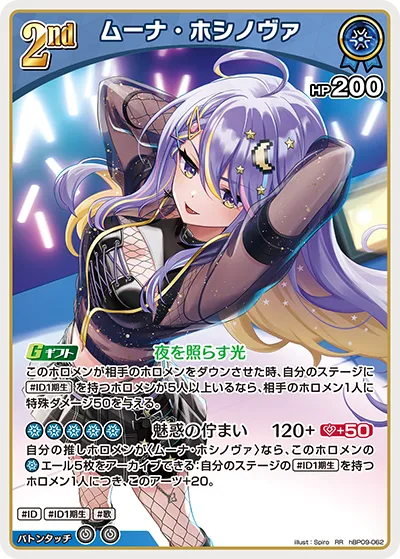 2nd
ムーナ・ホシノヴァ
HP200
Gギフト 夜を照らす光
このホロメンが相手のホロメンをダウンさせた時、自分のステージに
#ID1期生を持つホロメンが5人以上いるなら、相手のホロメン1人に
特殊ダメージ50を与える。
魅惑の佇まい 120+ +50
自分の推しホロメンが〈ムーナ・ホシノヴァ〉なら、このホロメンの
エール5枚をアーカイブできる:自分のステージの#ID1期生を持つ
ホロメン1人につき、このアーツ+20。
#ID #ID1期生 #歌
バトンタッチ
illust:Spiro RR hBP09-062